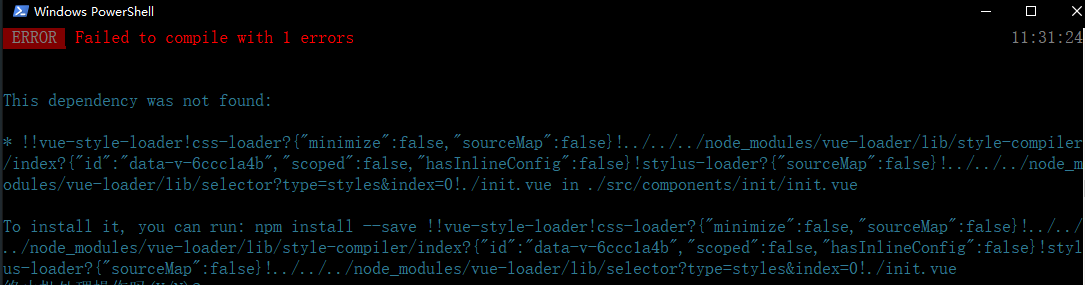 Windows PowerShell
ERROR Failed to compile with 1 errors 11:31:24
This dependency was not found:
* !!vue-style-loader!css-loader?{"minimize":false,"sourceMap":false}!../../../node_modules/vue-loader/lib/style-compiler
/index?{"id":"data-v-6ccc1a4b","scoped":false,"hasInlineConfig":false}!stylus-loader?{"sourceMap":false}!../../../node_m
odules/vue-loader/lib/selector?type=styles&index=0!./init.vue in ./src/components/init/init.vue
To install it, you can run: npm install --save !!vue-style-loader!css-loader?{"minimize":false,"sourceMap":false}!../../
../node_modules/vue-loader/lib/style-compiler/index?{"id":"data-v-6ccc1a4b","scoped":false,"hasInlineConfig":false}!styl
us-loader?{"sourceMap":false}!../../../node_modules/vue-loader/lib/selector?type=styles&index=0!./init.vue